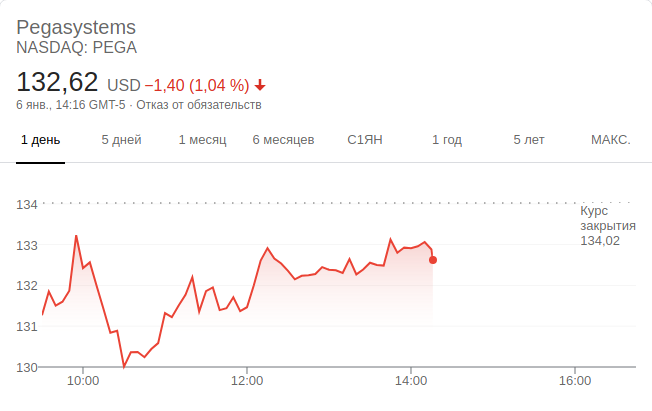 Pegasystems
NASDAQ: PEGA
132,62 USD −1,40 (1,04 %)
6 янв., 14:16 GMT-5 · Отказ от обязательств
1 день 5 дней 1 месяц 6 месяцев С1ЯН 1 год 5 лет МАКС.
134
Курс
закрытия
134,02
133
132
131
130
10:00 12:00 14:00 16:00